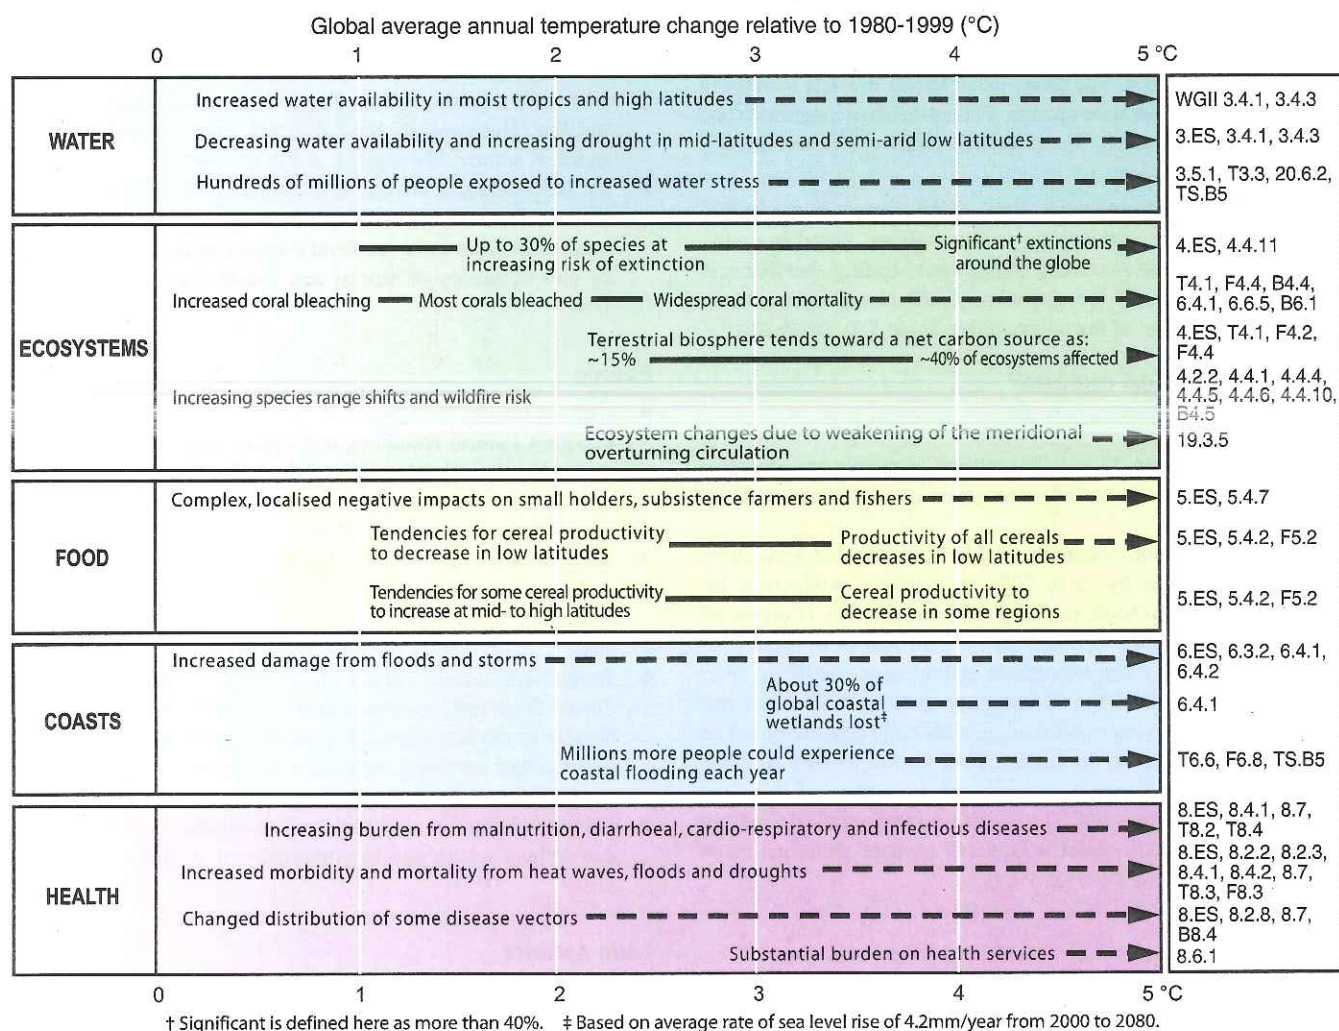 Global average annual temperature change relative to 1980-1999 (°C)
0 1 2 3 4 5 °C
WATER
Increased water availability in moist tropics and high latitudes
WGII 3.4.1, 3.4.3
Decreasing water availability and increasing drought in mid-latitudes and semi-arid low latitudes
3.ES, 3.4.1, 3.4.3
Hundreds of millions of people exposed to increased water stress
3.5.1, T3.3, 20.6.2,
TS.B5
ECOSYSTEMS
Up to 30% of species at
increasing risk of extinction
Significant† extinctions
around the globe
4.ES, 4.4.11
Increased coral bleaching
Most corals bleached
Widespread coral mortality
T4.1, F4.4, B4.4,
6.4.1, 6.6.5, B6.1
Terrestrial biosphere tends toward a net carbon source as:
~15%
~40% of ecosystems affected
4.ES, T4.1, F4.2,
F4.4
Increasing species range shifts and wildfire risk
4.2.2, 4.4.1, 4.4.4,
4.4.5, 4.4.6, 4.4.10,
B4.5
Ecosystem changes due to weakening of the meridional
overturning circulation
19.3.5
FOOD
Complex, localised negative impacts on small holders, subsistence farmers and fishers
5.ES, 5.4.7
Tendencies for cereal productivity
to decrease in low latitudes
Productivity of all cereals
decreases in low latitudes
5.ES, 5.4.2, F5.2
Tendencies for some cereal productivity
to increase at mid- to high latitudes
Cereal productivity to
decrease in some regions
5.ES, 5.4.2, F5.2
COASTS
Increased damage from floods and storms
6.ES, 6.3.2, 6.4.1,
6.4.2
About 30% of
global coastal
wetlands lost‡
6.4.1
Millions more people could experience
coastal flooding each year
T6.6, F6.8, TS.B5
HEALTH
Increasing burden from malnutrition, diarrhoeal, cardio-respiratory and infectious diseases
8.ES, 8.4.1, 8.7,
T8.2, T8.4
Increased morbidity and mortality from heat waves, floods and droughts
8.ES, 8.2.2, 8.2.3,
8.4.1, 8.4.2, 8.7,
T8.3, F8.3
Changed distribution of some disease vectors
8.ES, 8.2.8, 8.7,
B8.4
Substantial burden on health services
8.6.1
0 1 2 3 4 5 °C
† Significant is defined here as more than 40%. ‡ Based on average rate of sea level rise of 4.2mm/year from 2000 to 2080.